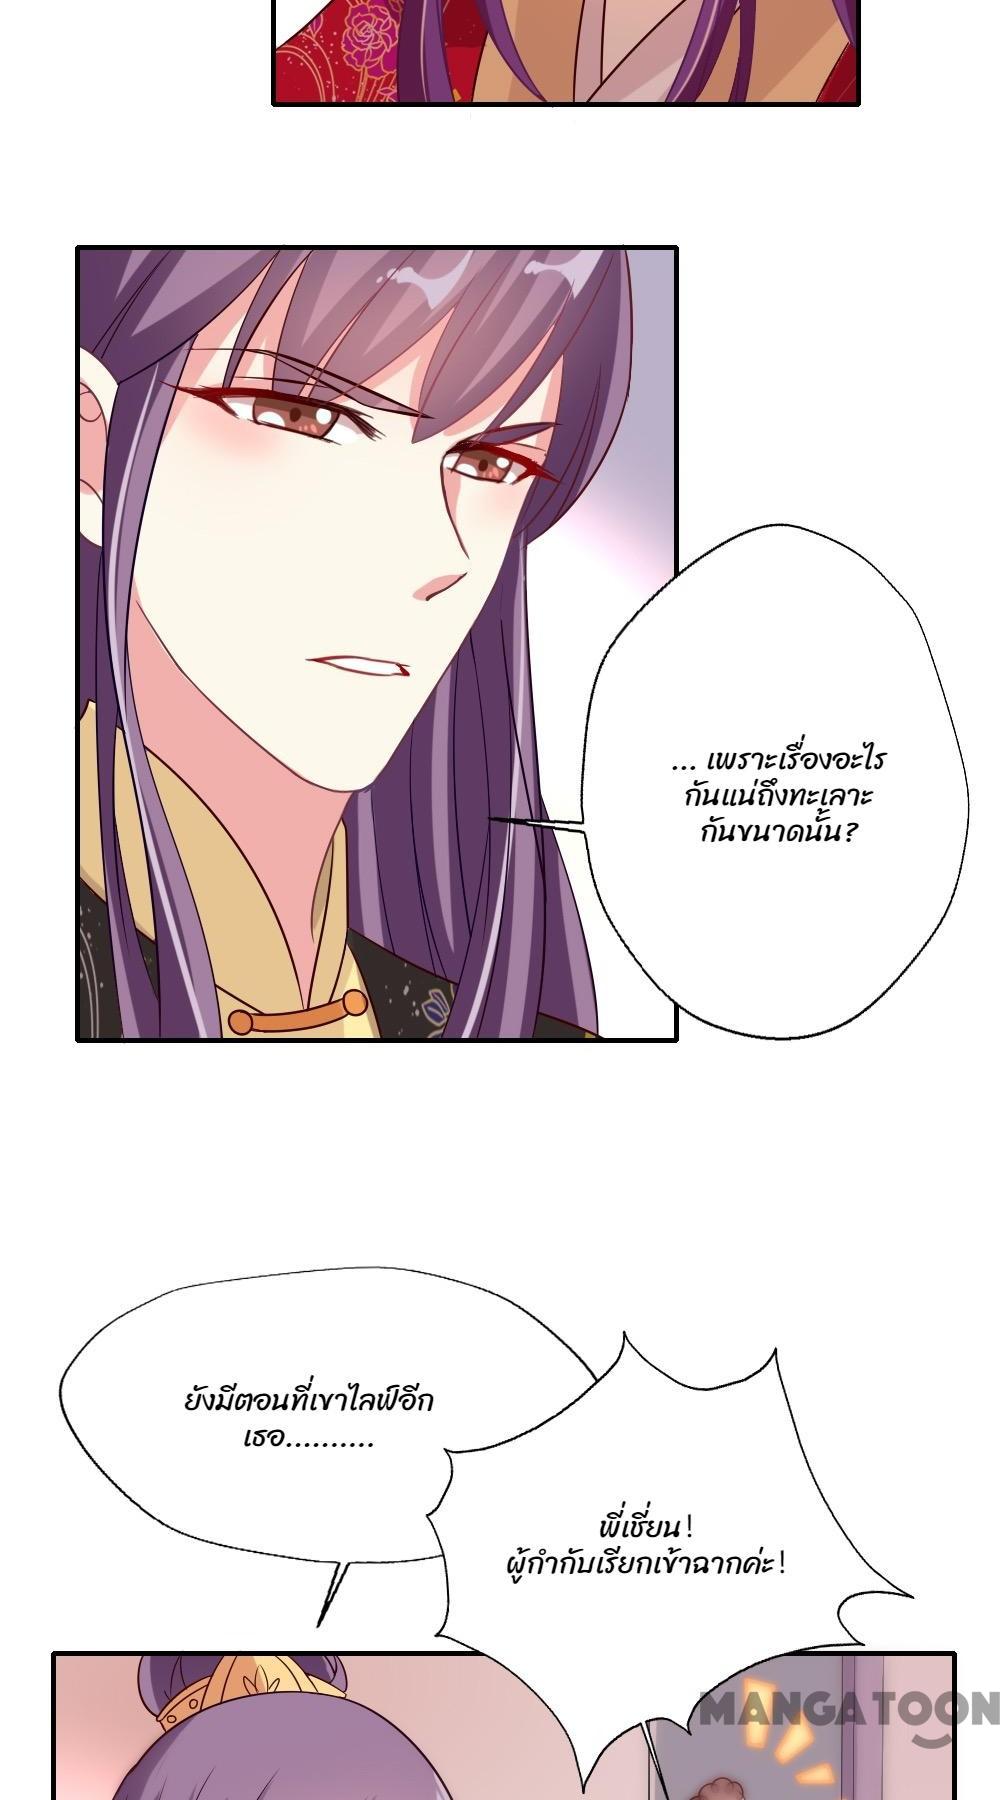 ... เพราะเรื่องอะไร
กันแน่ถึงทะเลาะ
กันขนาดนั้น?
ยังมีตอนที่เขาไลฟ์อีก
เธอ..........
พี่เชี่ยน!
ผู้กำกับเรียกเข้าฉากค่ะ!
MANGATOON